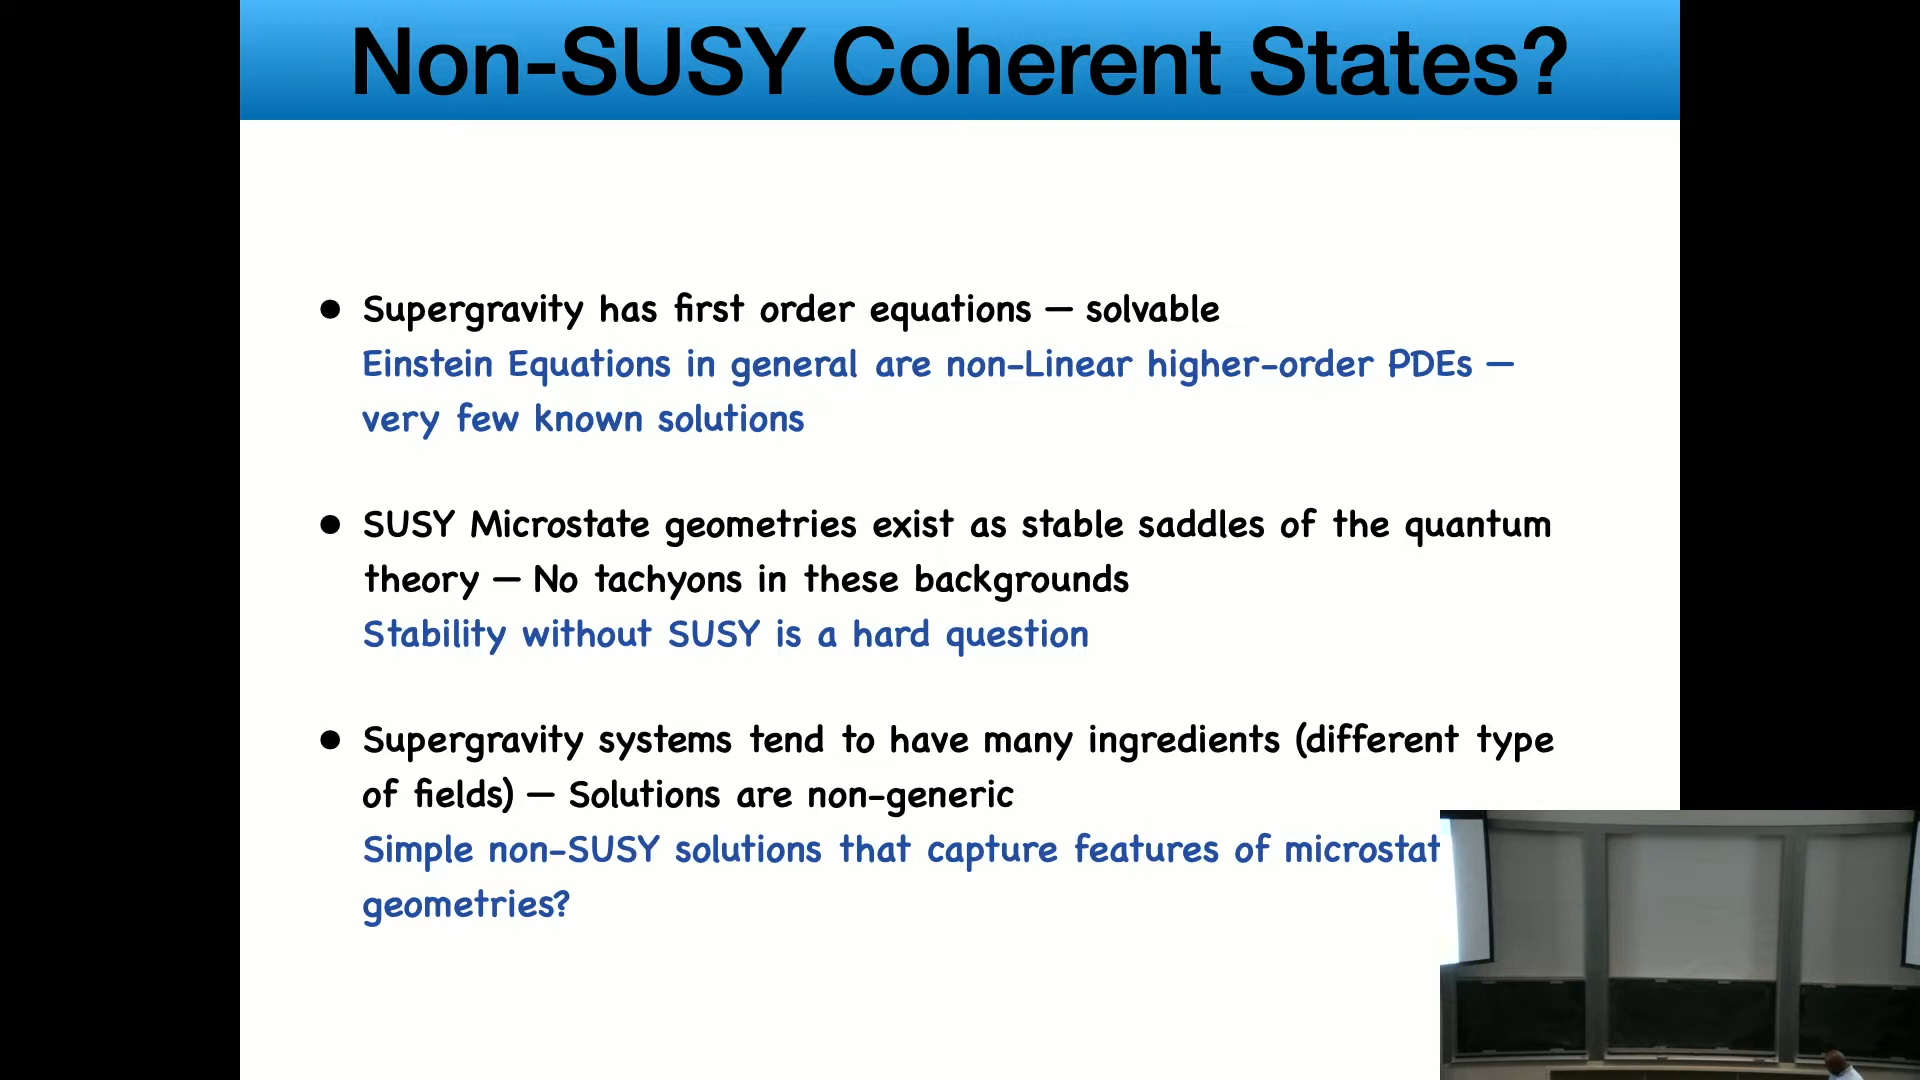 Non-SUSY Coherent States?
• Supergravity has first order equations — solvable
Einstein Equations in general are non-Linear higher-order PDEs —
very few known solutions
• SUSY Microstate geometries exist as stable saddles of the quantum
theory — No tachyons in these backgrounds
Stability without SUSY is a hard question
• Supergravity systems tend to have many ingredients (different type
of fields) — Solutions are non-generic
Simple non-SUSY solutions that capture features of microstat
geometries?